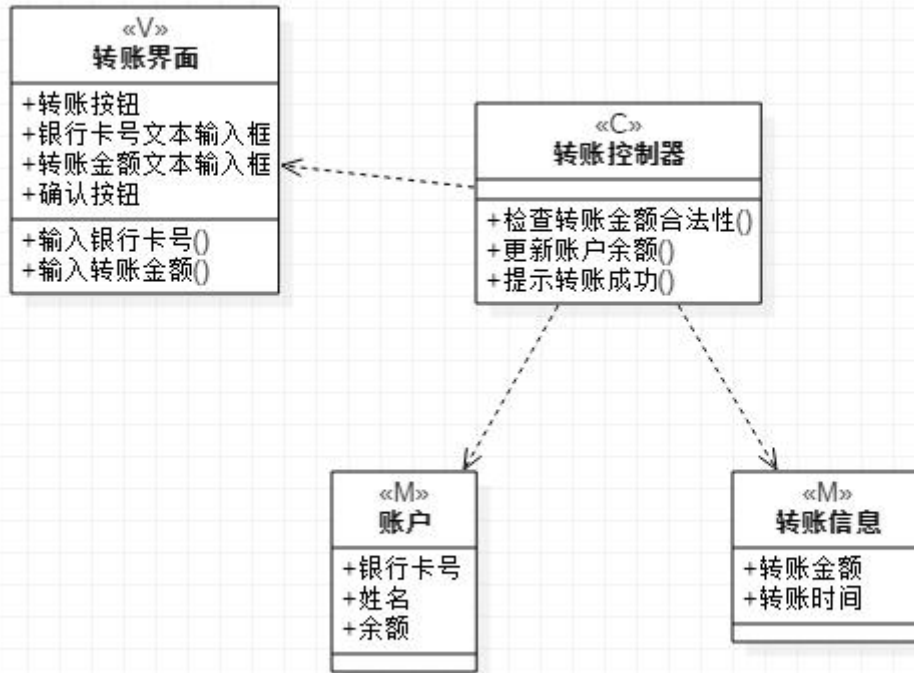 «V»
转账界面
+转账按钮
+银行卡号文本输入框
+转账金额文本输入框
+确认按钮
+输入银行卡号()
+输入转账金额()
«C»
转账控制器
+检查转账金额合法性()
+更新账户余额()
+提示转账成功()
«M»
账户
+银行卡号
+姓名
+余额
«M»
转账信息
+转账金额
+转账时间